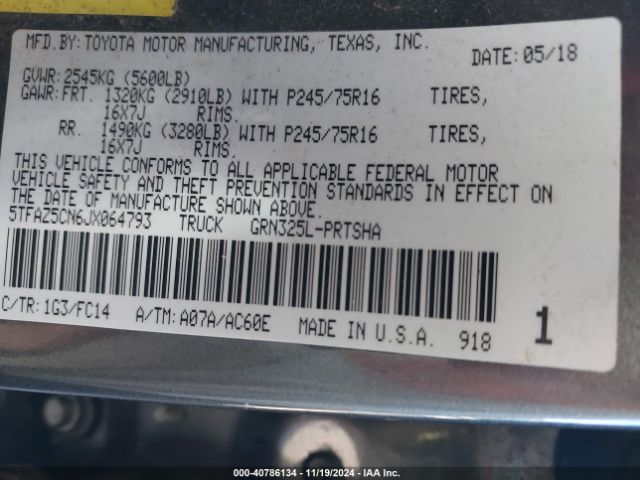 MFD.BY: TOYOTA MOTOR MANUFACTURING, TEXAS, INC.
DATE: 05/18
GVWR: 2545KG (5600LB)
GAWR: FRT. 1320KG (2910LB) WITH P245/75R16 TIRES,
16X7J RIMS.
RR. 1490KG (3280LB) WITH P245/75R16 TIRES,
16X7J RIMS.
THIS VEHICLE CONFORMS TO ALL APPLICABLE FEDERAL MOTOR
VEHICLE SAFETY AND THEFT PREVENTION STANDARDS IN EFFECT ON
THE DATE OF MANUFACTURE SHOWN ABOVE.
5TFAZ5CN6JX064793 TRUCK GRN325L-PRTSHA
C/TR: 1G3/FC14 A/TM: A07A/AC60E MADE IN U.S.A. 918 1
000-40786134 - 11/19/2024 - IAA Inc.